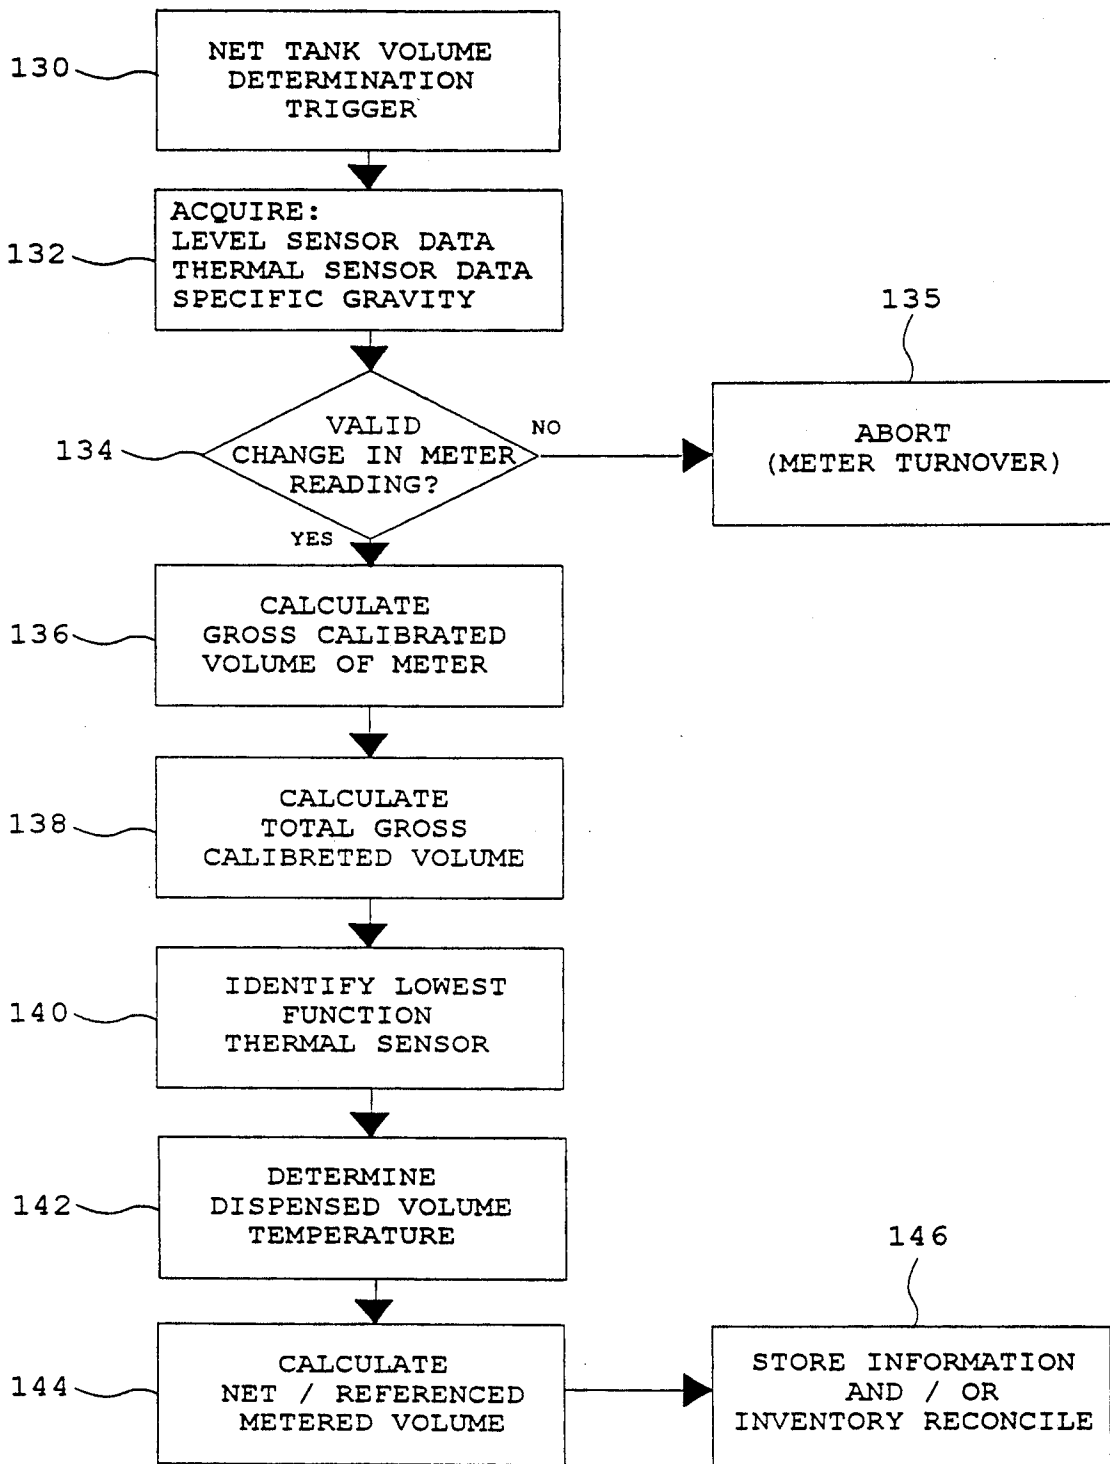 130
NET TANK VOLUME
DETERMINATION
TRIGGER
132
ACQUIRE:
LEVEL SENSOR DATA
THERMAL SENSOR DATA
SPECIFIC GRAVITY
134
VALID
CHANGE IN METER
READING?
NO
YES
135
ABORT
(METER TURNOVER)
136
CALCULATE
GROSS CALIBRATED
VOLUME OF METER
138
CALCULATE
TOTAL GROSS
CALIBRETED VOLUME
140
IDENTIFY LOWEST
FUNCTION
THERMAL SENSOR
142
DETERMINE
DISPENSED VOLUME
TEMPERATURE
144
CALCULATE
NET / REFERENCED
METERED VOLUME
146
STORE INFORMATION
AND / OR
INVENTORY RECONCILE